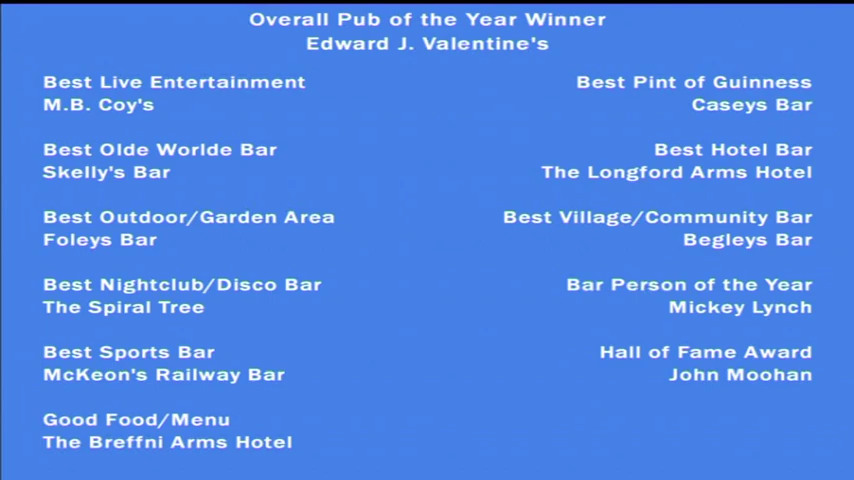 Overall Pub of the Year Winner
Edward J. Valentine's
Best Live Entertainment
M.B. Coy's
Best Olde Worlde Bar
Skelly's Bar
Best Outdoor/Garden Area
Foleys Bar
Best Nightclub/Disco Bar
The Spiral Tree
Best Sports Bar
McKeon's Railway Bar
Good Food/Menu
The Breffni Arms Hotel
Best Pint of Guinness
Caseys Bar
Best Hotel Bar
The Longford Arms Hotel
Best Village/Community Bar
Begleys Bar
Bar Person of the Year
Mickey Lynch
Hall of Fame Award
John Moohan